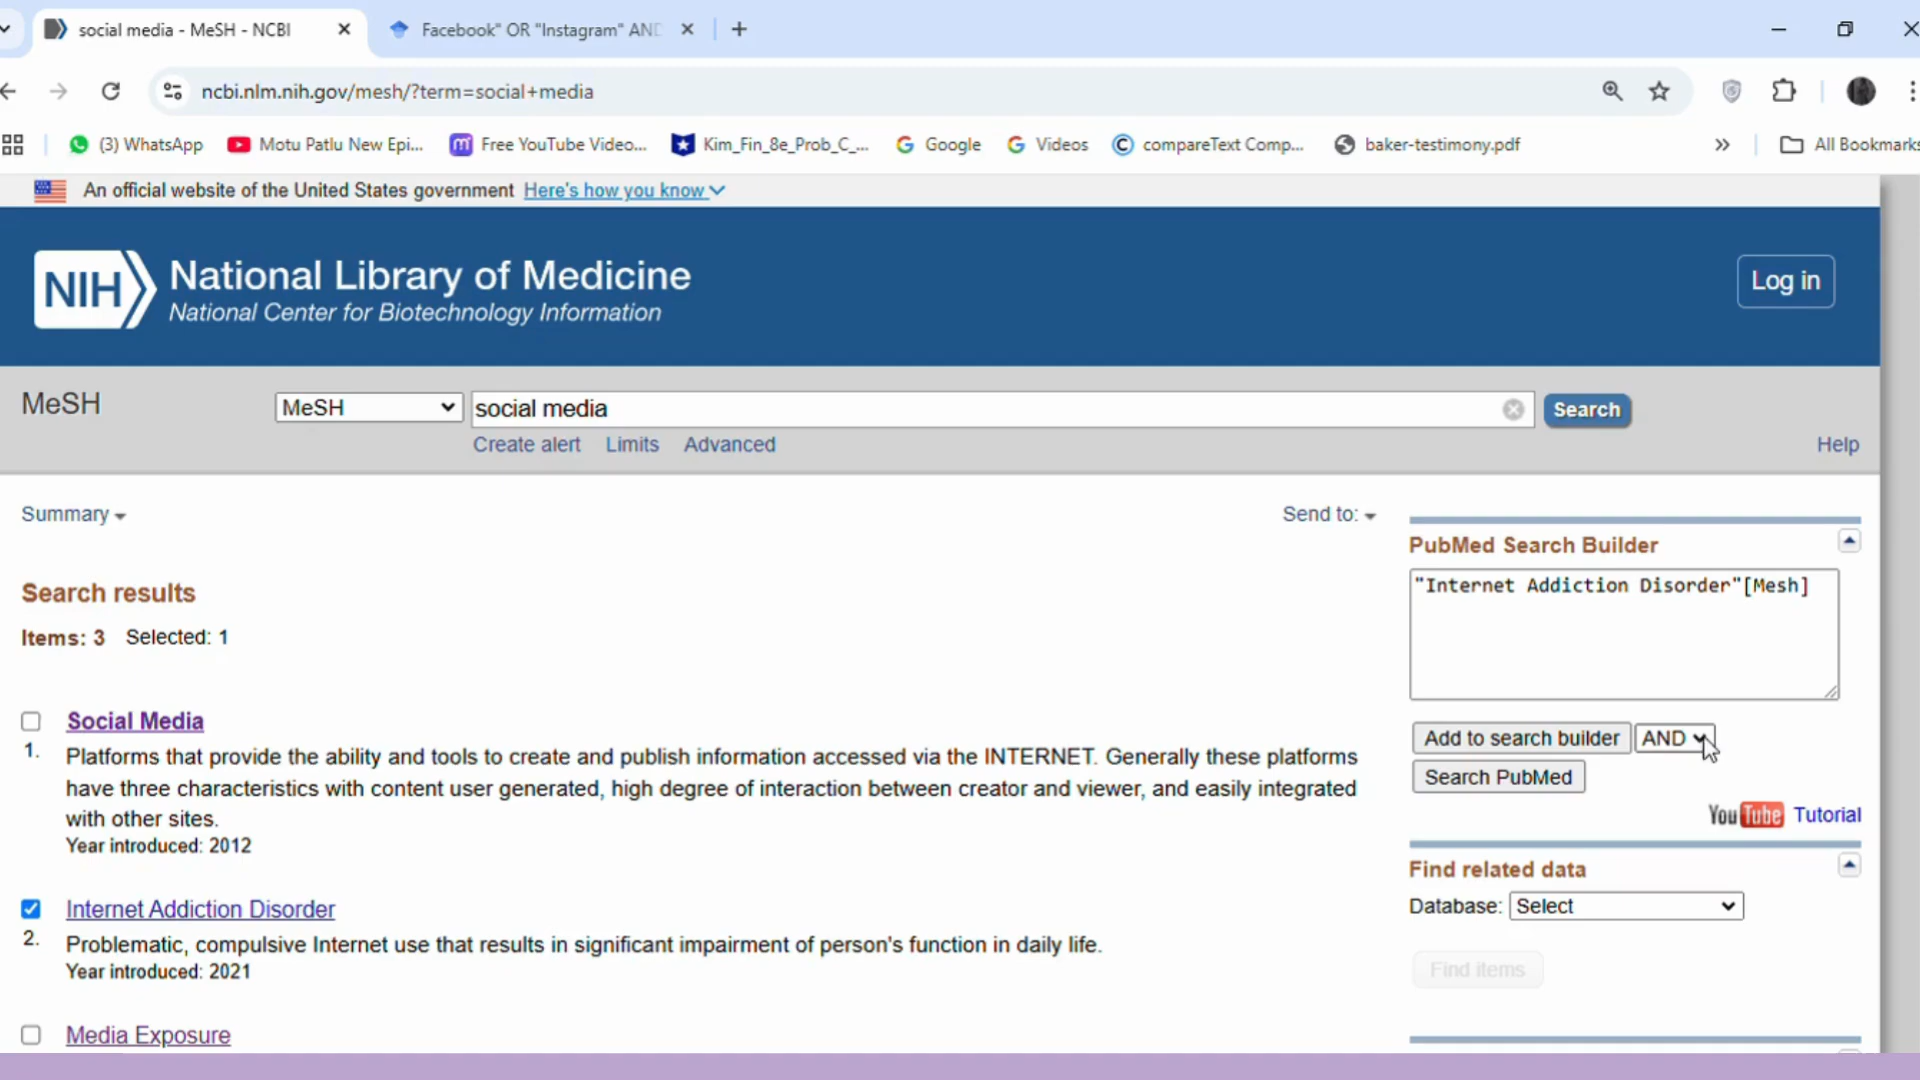 social media - MeSH - NCBI
Facebook" OR "Instagram" AND
ncbi.nlm.nih.gov/mesh/?term=social+media
(3) WhatsApp
Motu Patlu New Epi...
Free YouTube Video...
Kim_Fin_8e_Prob_C_...
Google
Videos
compareText Comp...
baker-testimony.pdf
»
All Bookmarks
An official website of the United States government Here's how you know
NIH
National Library of Medicine
National Center for Biotechnology Information
Log in
MeSH
MeSH
social media
Search
Create alert Limits Advanced
Help
Summary
Send to:
Search results
Items: 3 Selected: 1
Social Media
1.
Platforms that provide the ability and tools to create and publish information accessed via the INTERNET. Generally these platforms
have three characteristics with content user generated, high degree of interaction between creator and viewer, and easily integrated
with other sites.
Year introduced: 2012
Internet Addiction Disorder
2.
Problematic, compulsive Internet use that results in significant impairment of person's function in daily life.
Year introduced: 2021
Media Exposure
PubMed Search Builder
"Internet Addiction Disorder"[Mesh]
Add to search builder AND
Search PubMed
YouTube Tutorial
Find related data
Database: Select
Find items